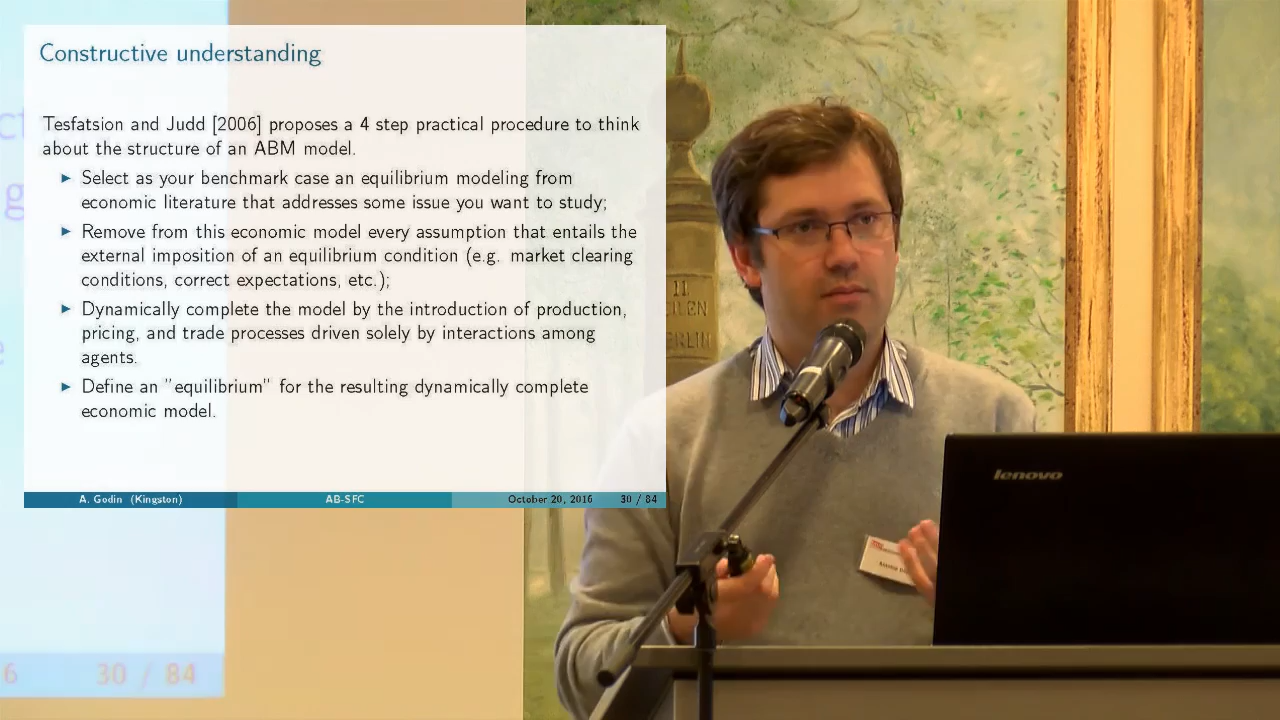 Constructive understanding
Tesfatsion and Judd [2006] proposes a 4 step practical procedure to think
about the structure of an ABM model.
Select as your benchmark case an equilibrium modeling from
economic literature that addresses some issue you want to study;
Remove from this economic model every assumption that entails the
external imposition of an equilibrium condition (e.g. market clearing
conditions, correct expectations, etc.);
Dynamically complete the model by the introduction of production,
pricing, and trade processes driven solely by interactions among
agents.
Define an "equilibrium" for the resulting dynamically complete
economic model.
A. Godin (Kingston) AB-SFC October 20, 2016 30 / 84
11
lenovo
6 30 / 84